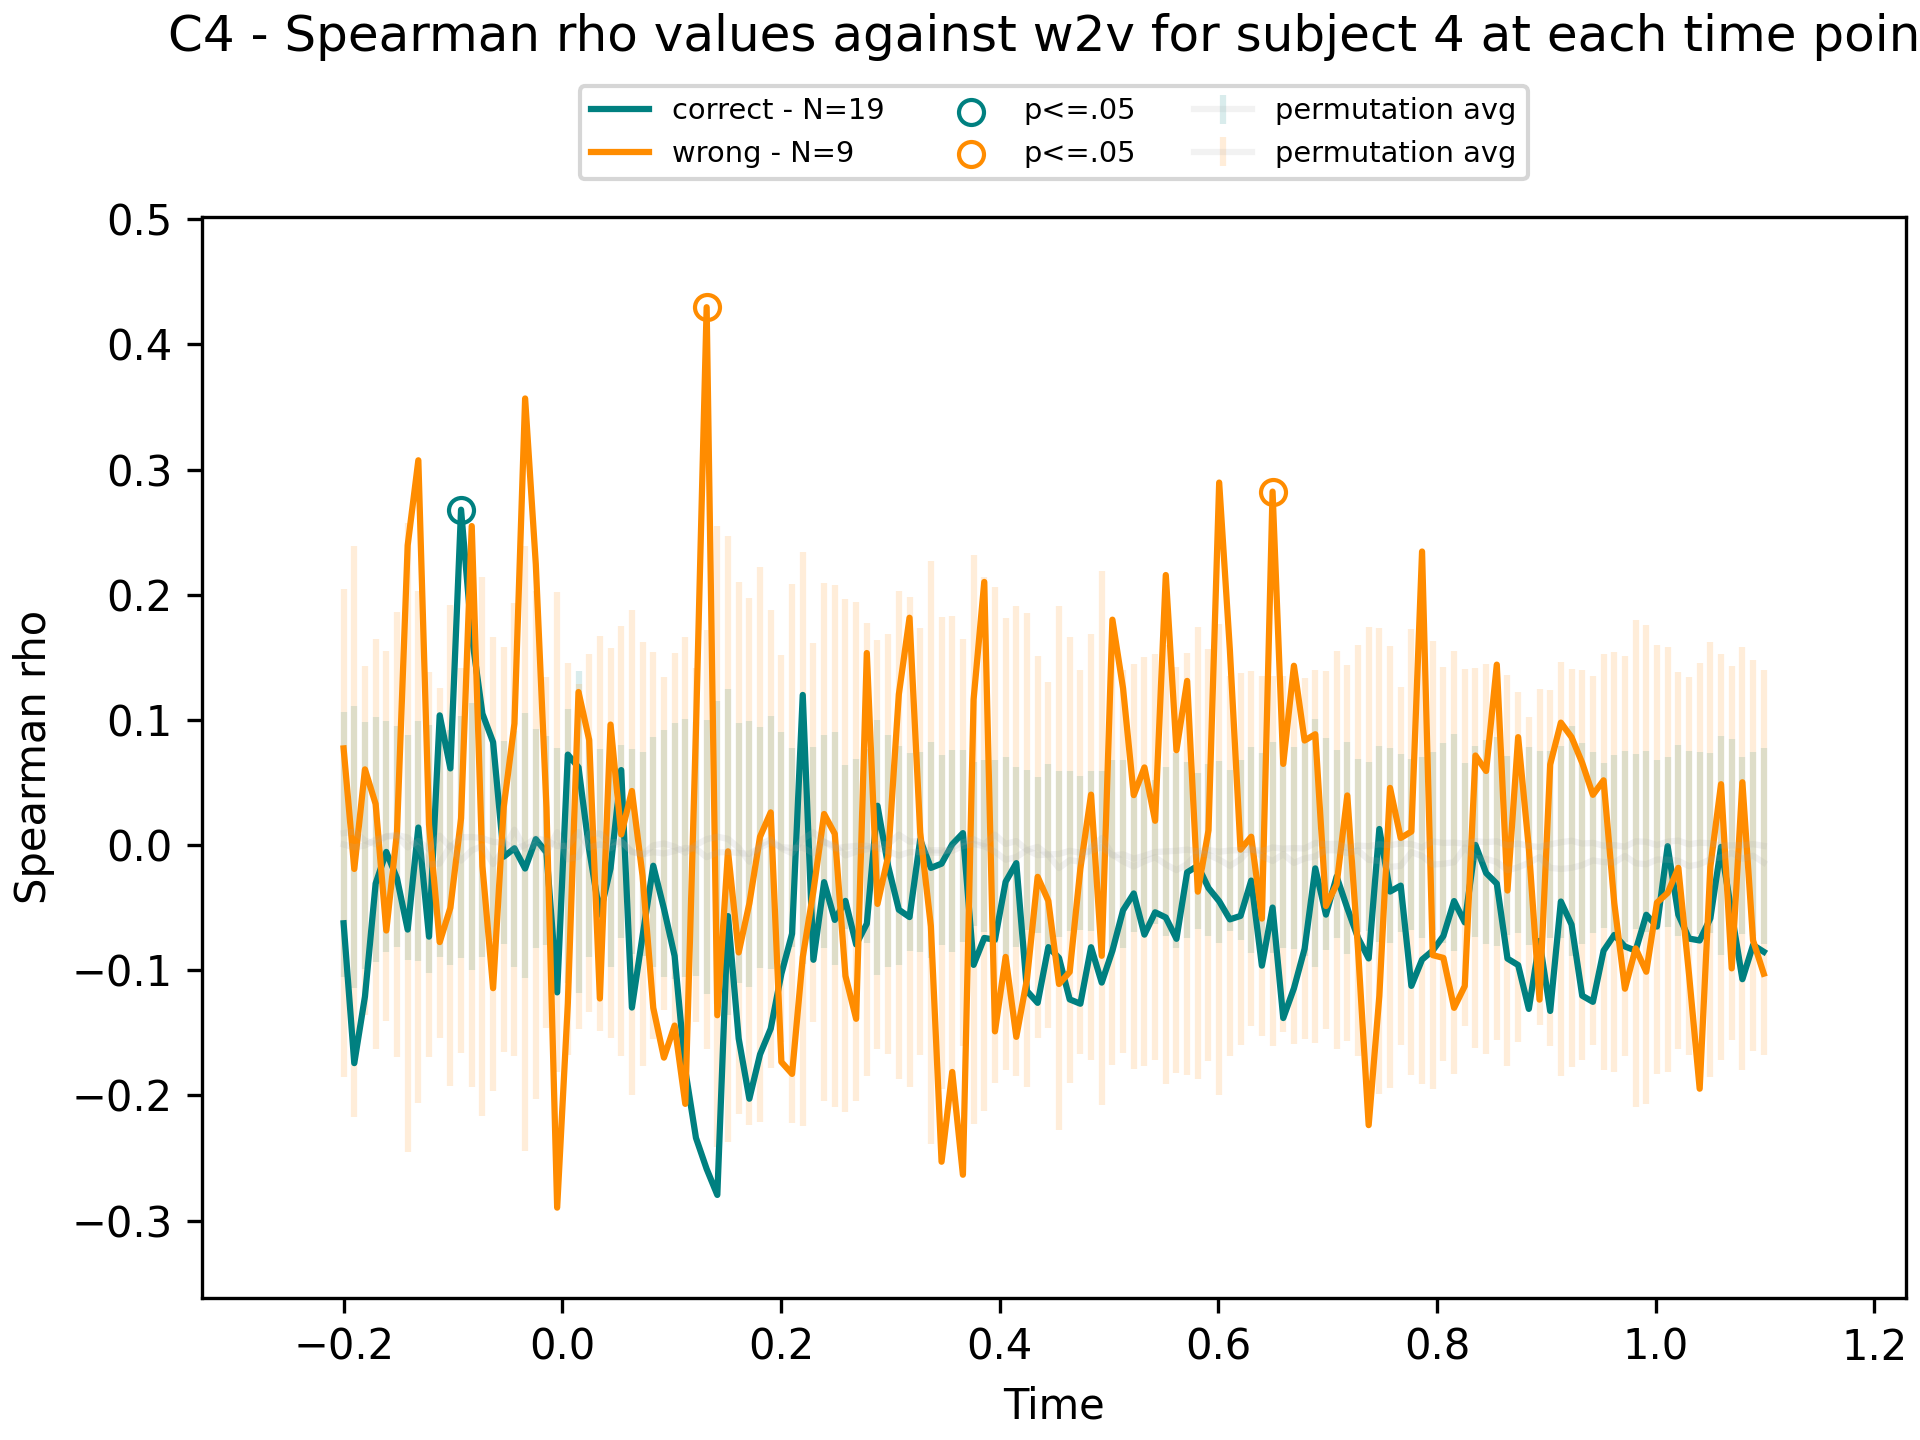 C4 - Spearman rho values against w2v for subject 4 at each time poin
correct - N=19
wrong - N=9
p<=.05
p<=.05
permutation avg
permutation avg
0.5
0.4
0.3
0.2
0.1
0.0
−0.1
−0.2
−0.3
Spearman rho
−0.2
0.0
0.2
0.4
0.6
0.8
1.0
1.2
Time